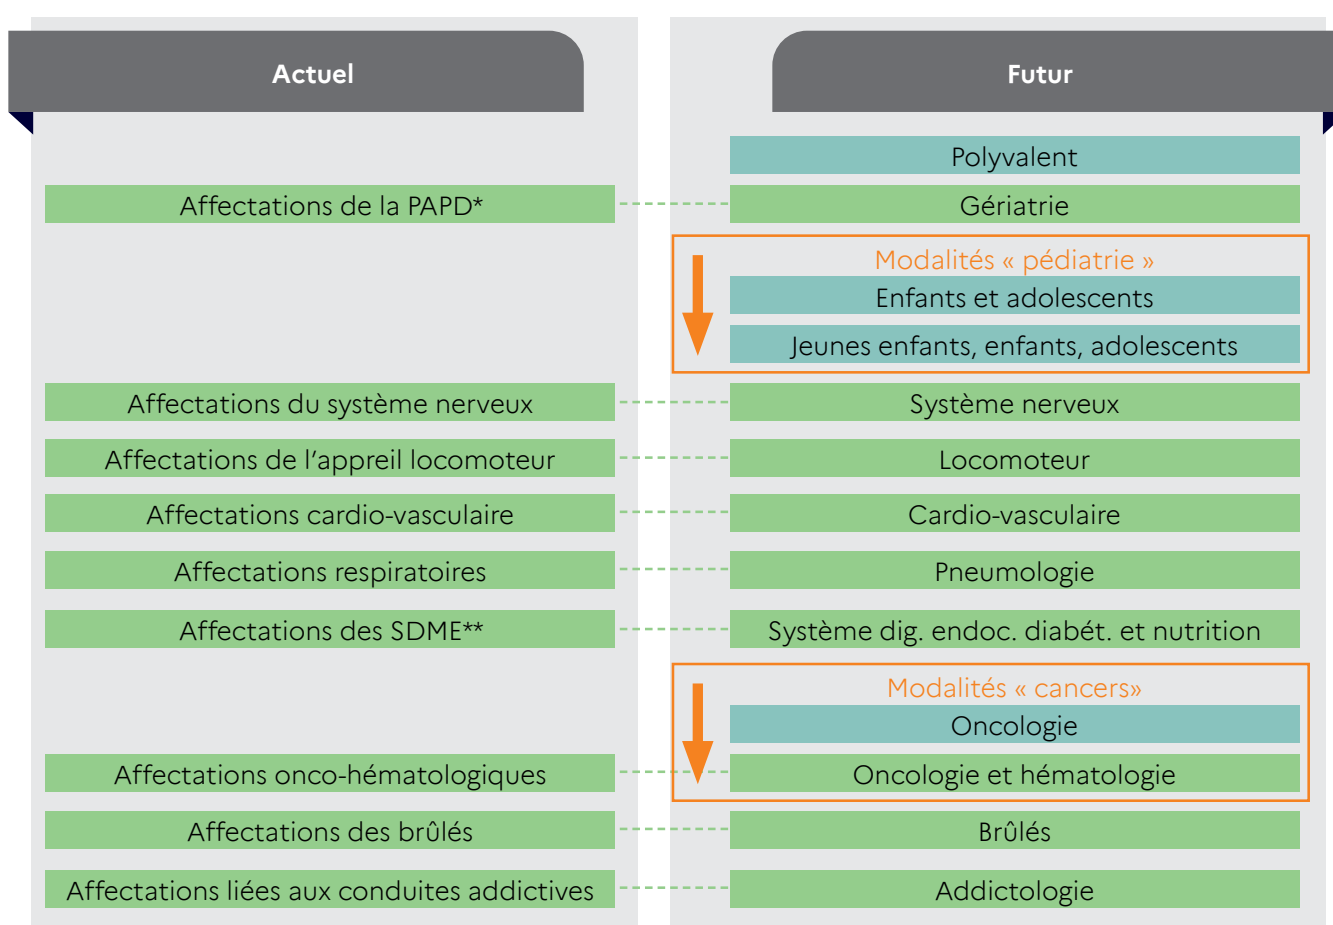 Actuel
Futur
Polyvalent
Affectations de la PAPD*
Gériatrie
Modalités « pédiatrie »
Enfants et adolescents
Jeunes enfants, enfants, adolescents
Affectations du système nerveux
Système nerveux
Affectations de l’appreil locomoteur
Locomoteur
Affectations cardio-vasculaire
Cardio-vasculaire
Affectations respiratoires
Pneumologie
Affectations des SDME**
Système dig. endoc. diabét. et nutrition
Modalités « cancers»
Oncologie
Affectations onco-hématologiques
Oncologie et hématologie
Affectations des brûlés
Brûlés
Affectations liées aux conduites addictives
Addictologie